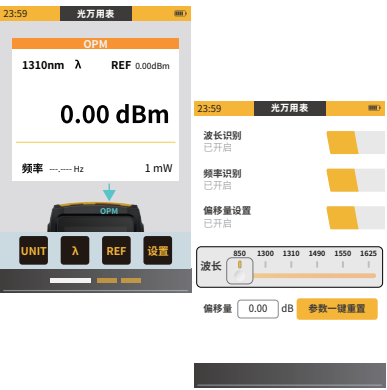 23:59 光万用表
OPM
1310nm λ REF 0.00dBm
0.00 dBm
频率 ---.---- Hz 1 mW
OPM
UNIT λ REF 设置
23:59 光万用表
波长识别
已开启
频率识别
已开启
偏移量设置
已开启
波长 850 1300 1310 1490 1550 1625
偏移量 0.00 dB 参数一键重置